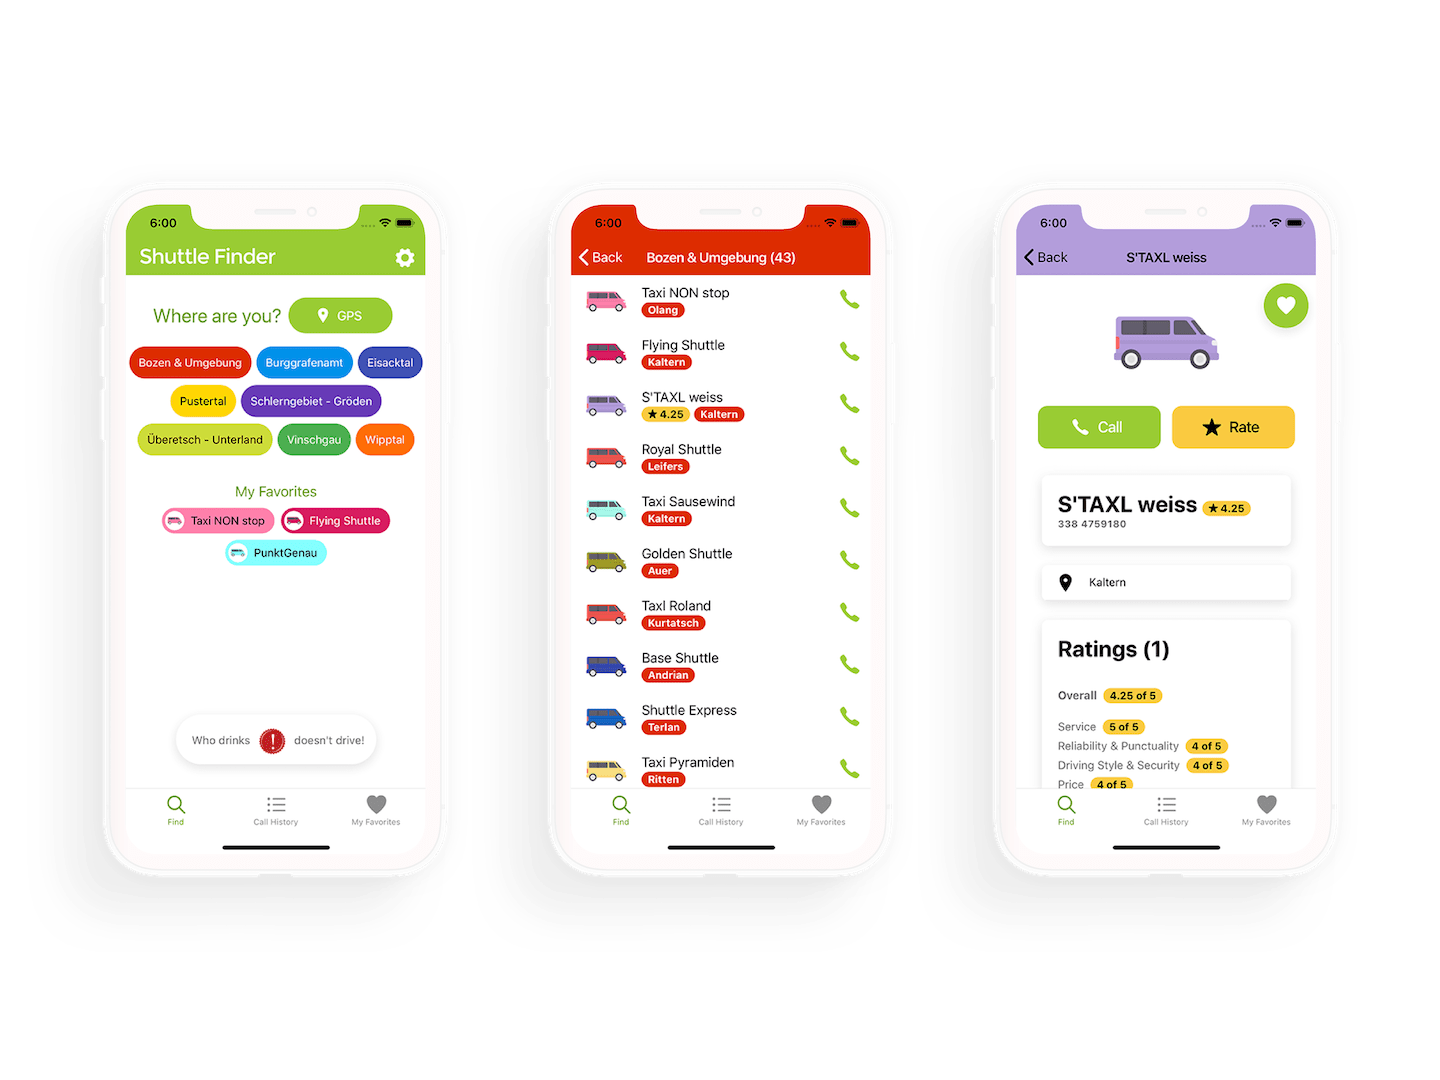 6:00
Shuttle Finder
Where are you? GPS
Bozen & Umgebung Burggrafenamt Eisacktal
Pustertal Schlerngebiet - Gröden
Überetsch - Unterland Vinschgau Wipptal
My Favorites
Taxi NON stop Flying Shuttle
PunktGenau
Who drinks ! doesn't drive!
Find Call History My Favorites
6:00
Back Bozen & Umgebung (43)
Taxi NON stop
Olang
Flying Shuttle
Kaltern
S'TAXL weiss
★ 4.25 Kaltern
Royal Shuttle
Leifers
Taxi Sausewind
Kaltern
Golden Shuttle
Auer
Taxl Roland
Kurtatsch
Base Shuttle
Andrian
Shuttle Express
Terlan
Taxi Pyramiden
Ritten
Find Call History My Favorites
6:00
Back S'TAXL weiss
Call Rate
S'TAXL weiss ★ 4.25
338 4759180
Kaltern
Ratings (1)
Overall 4.25 of 5
Service 5 of 5
Reliability & Punctuality 4 of 5
Driving Style & Security 4 of 5
Price 4 of 5
Find Call History My Favorites